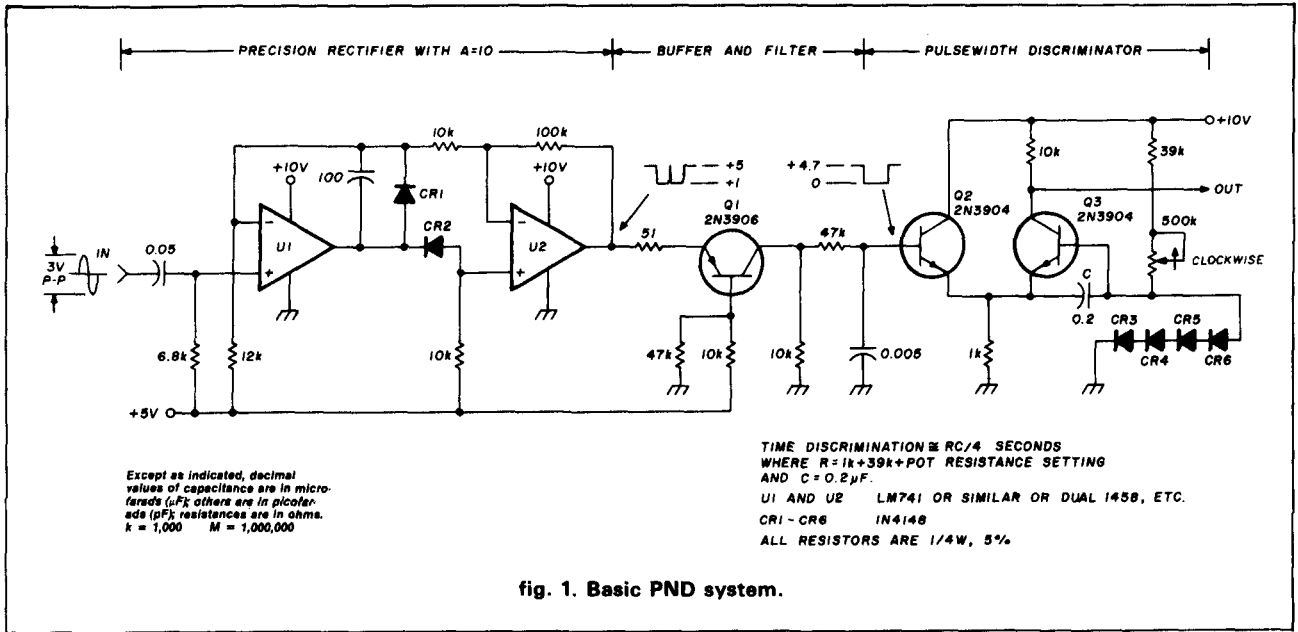 PRECISION RECTIFIER WITH A=10
BUFFER AND FILTER
PULSEWIDTH DISCRIMINATOR
10k
100k
+10V
+10V
+10V
100
CR1
CR2
+5
+1
+4.7
0
10k
39k
OUT
Q1
2N3906
Q2
2N3904
Q3
2N3904
500k
CLOCKWISE
3V
P-P
IN
0.05
-
+
U1
-
+
U2
51
47k
C
0.2
6.8k
12k
10k
47k
10k
10k
0.005
1k
CR3
CR5
CR4
CR6
+5V
Except as indicated, decimal
values of capacitance are in micro-
farads (µF); others are in picofar-
ads (pF); resistances are in ohms.
k = 1,000 M = 1,000,000
TIME DISCRIMINATION ≅ RC/4 SECONDS
WHERE R=1k+39k+POT RESISTANCE SETTING
AND C=0.2µF.
U1 AND U2 LM741 OR SIMILAR OR DUAL 1458, ETC.
CR1-CR6 1N4148
ALL RESISTORS ARE 1/4W, 5%
fig. 1. Basic PND system.